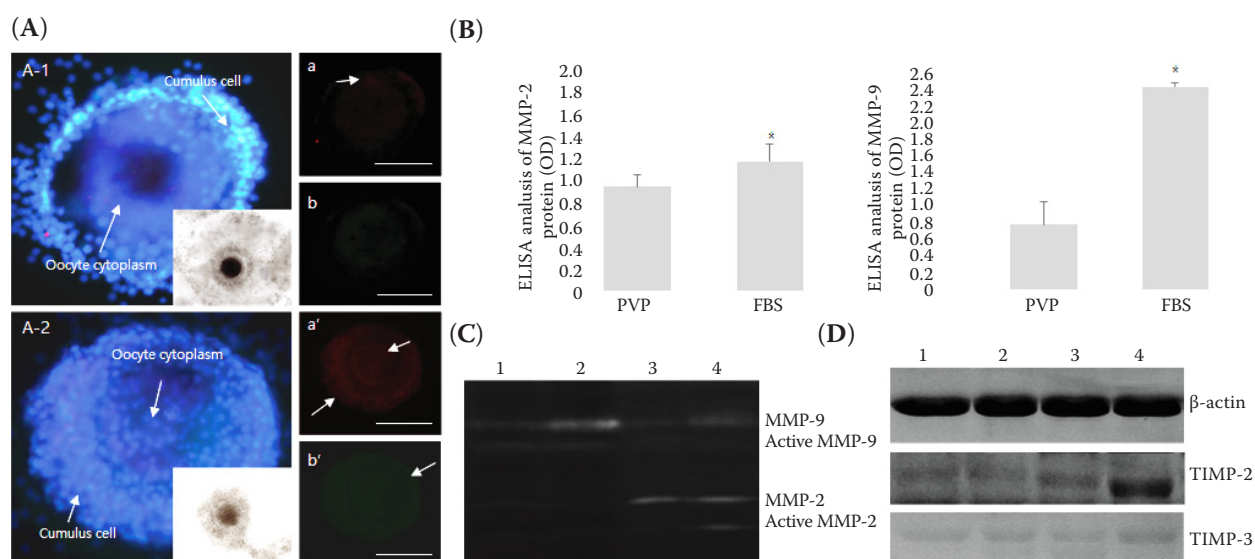 (A)
A-1
Cumulus cell
Oocyte cytoplasm
a
b
A-2
Oocyte cytoplasm
Cumulus cell
a′
b′
(B)
ELISA analusis of MMP-2
protein (OD)
2.0
1.8
1.6
1.4
1.2
1.0
0.8
0.6
0.4
0.2
0
*
PVP
FBS
ELISA analusis of MMP-9
protein (OD)
2.6
2.4
2.2
2.0
1.8
1.6
1.4
1.2
1.0
0.9
0.8
0.6
0.4
0.2
0
*
PVP
FBS
(C)
1 2 3 4
MMP-9
Active MMP-9
MMP-2
Active MMP-2
(D)
1 2 3 4
β-actin
TIMP-2
TIMP-3